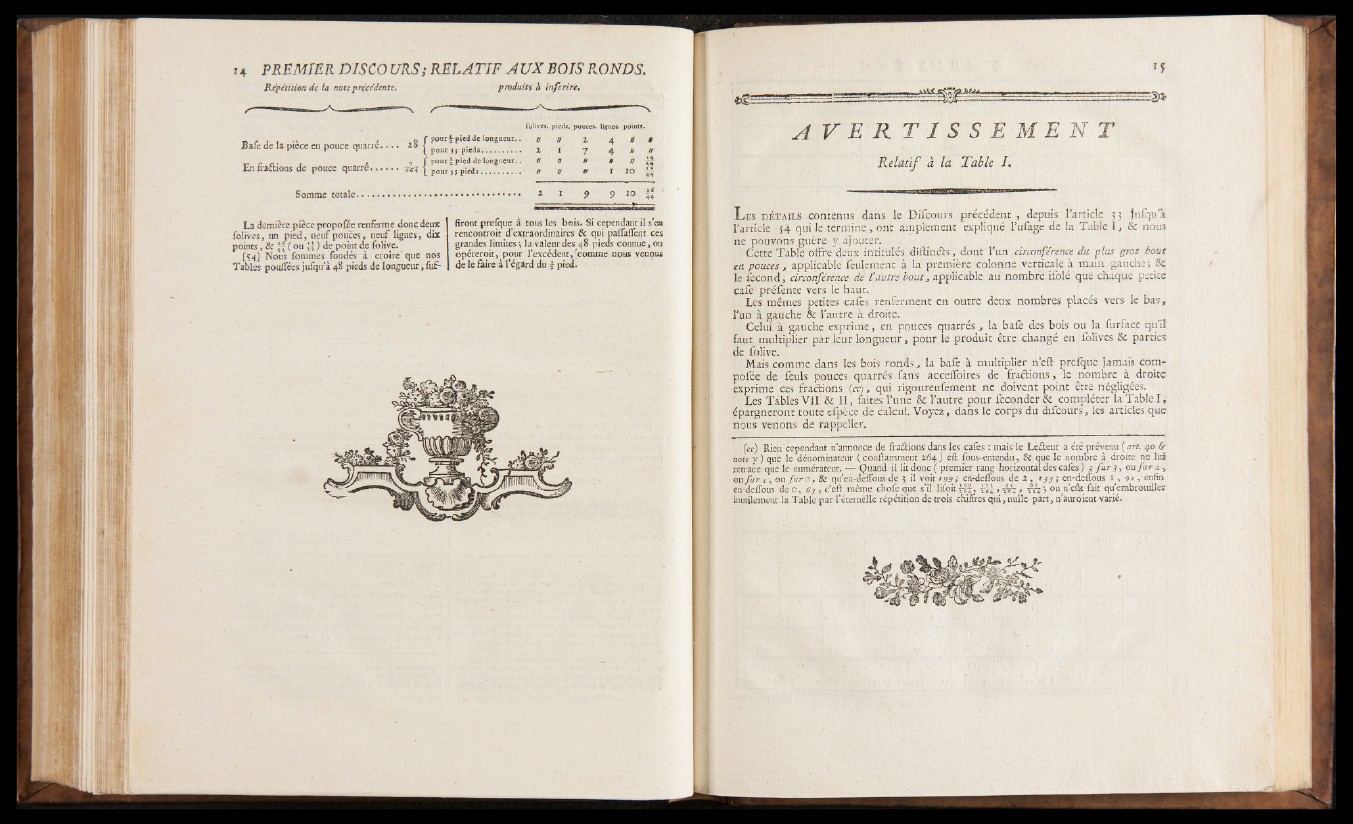 14 PREMIER DISCOURS; RELATIF AUX BOIS RONDS.
Répétition de la note précédente. produits à inſcrire.
ſolives. pieds. pouces. lignes. points.
Baſe de la pièce en pouce quarré.... 28 { pour ½ pied de longueur.. " " 2 4 " "
{ pour 35 pieds.......... 2 1 7 4 " "
En fractions de pouce quarré...... 7/264 { pour ½ pied de longueur.. " " " " " 14/44
{ pour 35 pieds.......... " " " 1 10
Somme totale.............................. 2 1 9 9 10
La dernière pièce propoſée renferme donc deux
ſolives, un pied, neuf pouces, neuf lignes, dix
points, & (ou) de point de ſolive.
[54] Nous ſommes fondés à croire que nos
Tables pouſſées juſqu'à 48 pieds de longueur, ſuf-
firont preſque à tous les bois. Si cependant il s'en
rencontroit d'extraordinaires & qui paſſaſſent ces
grandes limites; la valeur des 48 pieds connue, on
opéreroit, pour l'excédent, comme nous venons
de le faire à l'égard du ½ pied.
15
AVERTISSEMENT
Relatif à la Table I.
LES DÉTAILS contenus dans le Diſcours précédent, depuis l'article 33 juſqu'à
l'article 54 qui le termine, ont amplement expliqué l'uſage de la Table I, & nous
ne pouvons guère y ajouter.
Cette Table offre deux intitulés diſtincts, dont l'un circonférence du plus gros bout
en pouces, applicable ſeulement à la première colonne verticale à main gauche; &
le ſecond, circonférence de l'autre bout, applicable au nombre iſolé que chaque petite
caſe préſente vers le haut.
Les mêmes petites caſes renferment en outre deux nombres placés vers le bas,
l'un à gauche & l'autre à droite.
Celui à gauche exprime, en pouces quarrés, la baſe des bois ou la ſurface qu'il
faut multiplier par leur longueur, pour le produit être changé en ſolives & parties
de ſolive.
Mais comme dans les bois ronds, la baſe à multiplier n'eſt preſque jamais com-
poſée de ſeuls pouces quarrés ſans acceſſoires de fractions, le nombre à droite
exprime ces fractions (cc), qui rigoureuſement ne doivent point être négligées.
Les Tables VII & II, faites l'une & l'autre pour ſeconder & compléter la Table I,
épargneront toute eſpèce de calcul. Voyez, dans le corps du diſcours, les articles que
nous venons de rappeller.
(cc) Rien cependant n'annonce de fractions dans les caſes : mais le Lecteur a été prévenu (art. 40 &
note y) que le dénominateur (conſtamment 264) eſt ſous-entendu, & que le nombre à droite ne lui
retrace que le numérateur. — Quand il lit donc (premier rang horizontal des caſes) 3 ſur 3, ou ſur 2,
ou ſur 1, ou ſur 0, & qu'en-deſſous de 3 il voit 199; en-deſſous de 2, 133; en-deſſous 1, 91, enfin
en-deſſous de 0, 63, c'eſt même choſe que s'il liſoit 199/264, 133/264, 91/264, 63/264; on n'eût fait qu'embrouiller
inutilement la Table par l'éternelle répétition de trois chiffres qui, nulle part, n'auroient varié.